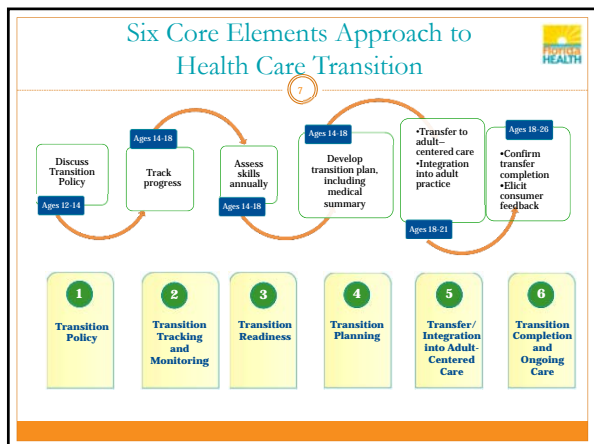 Six Core Elements Approach to
Health Care Transition
Florida
HEALTH
7
Discuss
Transition
Policy
Ages 12-14
Ages 14-18
Track
progress
Assess
skills
annually
Ages 14-18
Ages 14-18
Develop
transition plan,
including
medical
summary
•Transfer to
adult–
centered care
•Integration
into adult
practice
Ages 18-21
Ages 18-26
•Confirm
transfer
completion
•Elicit
consumer
feedback
1
Transition
Policy
2
Transition
Tracking
and
Monitoring
3
Transition
Readiness
4
Transition
Planning
5
Transfer/
Integration
into Adult-
Centered
Care
6
Transition
Completion
and
Ongoing
Care